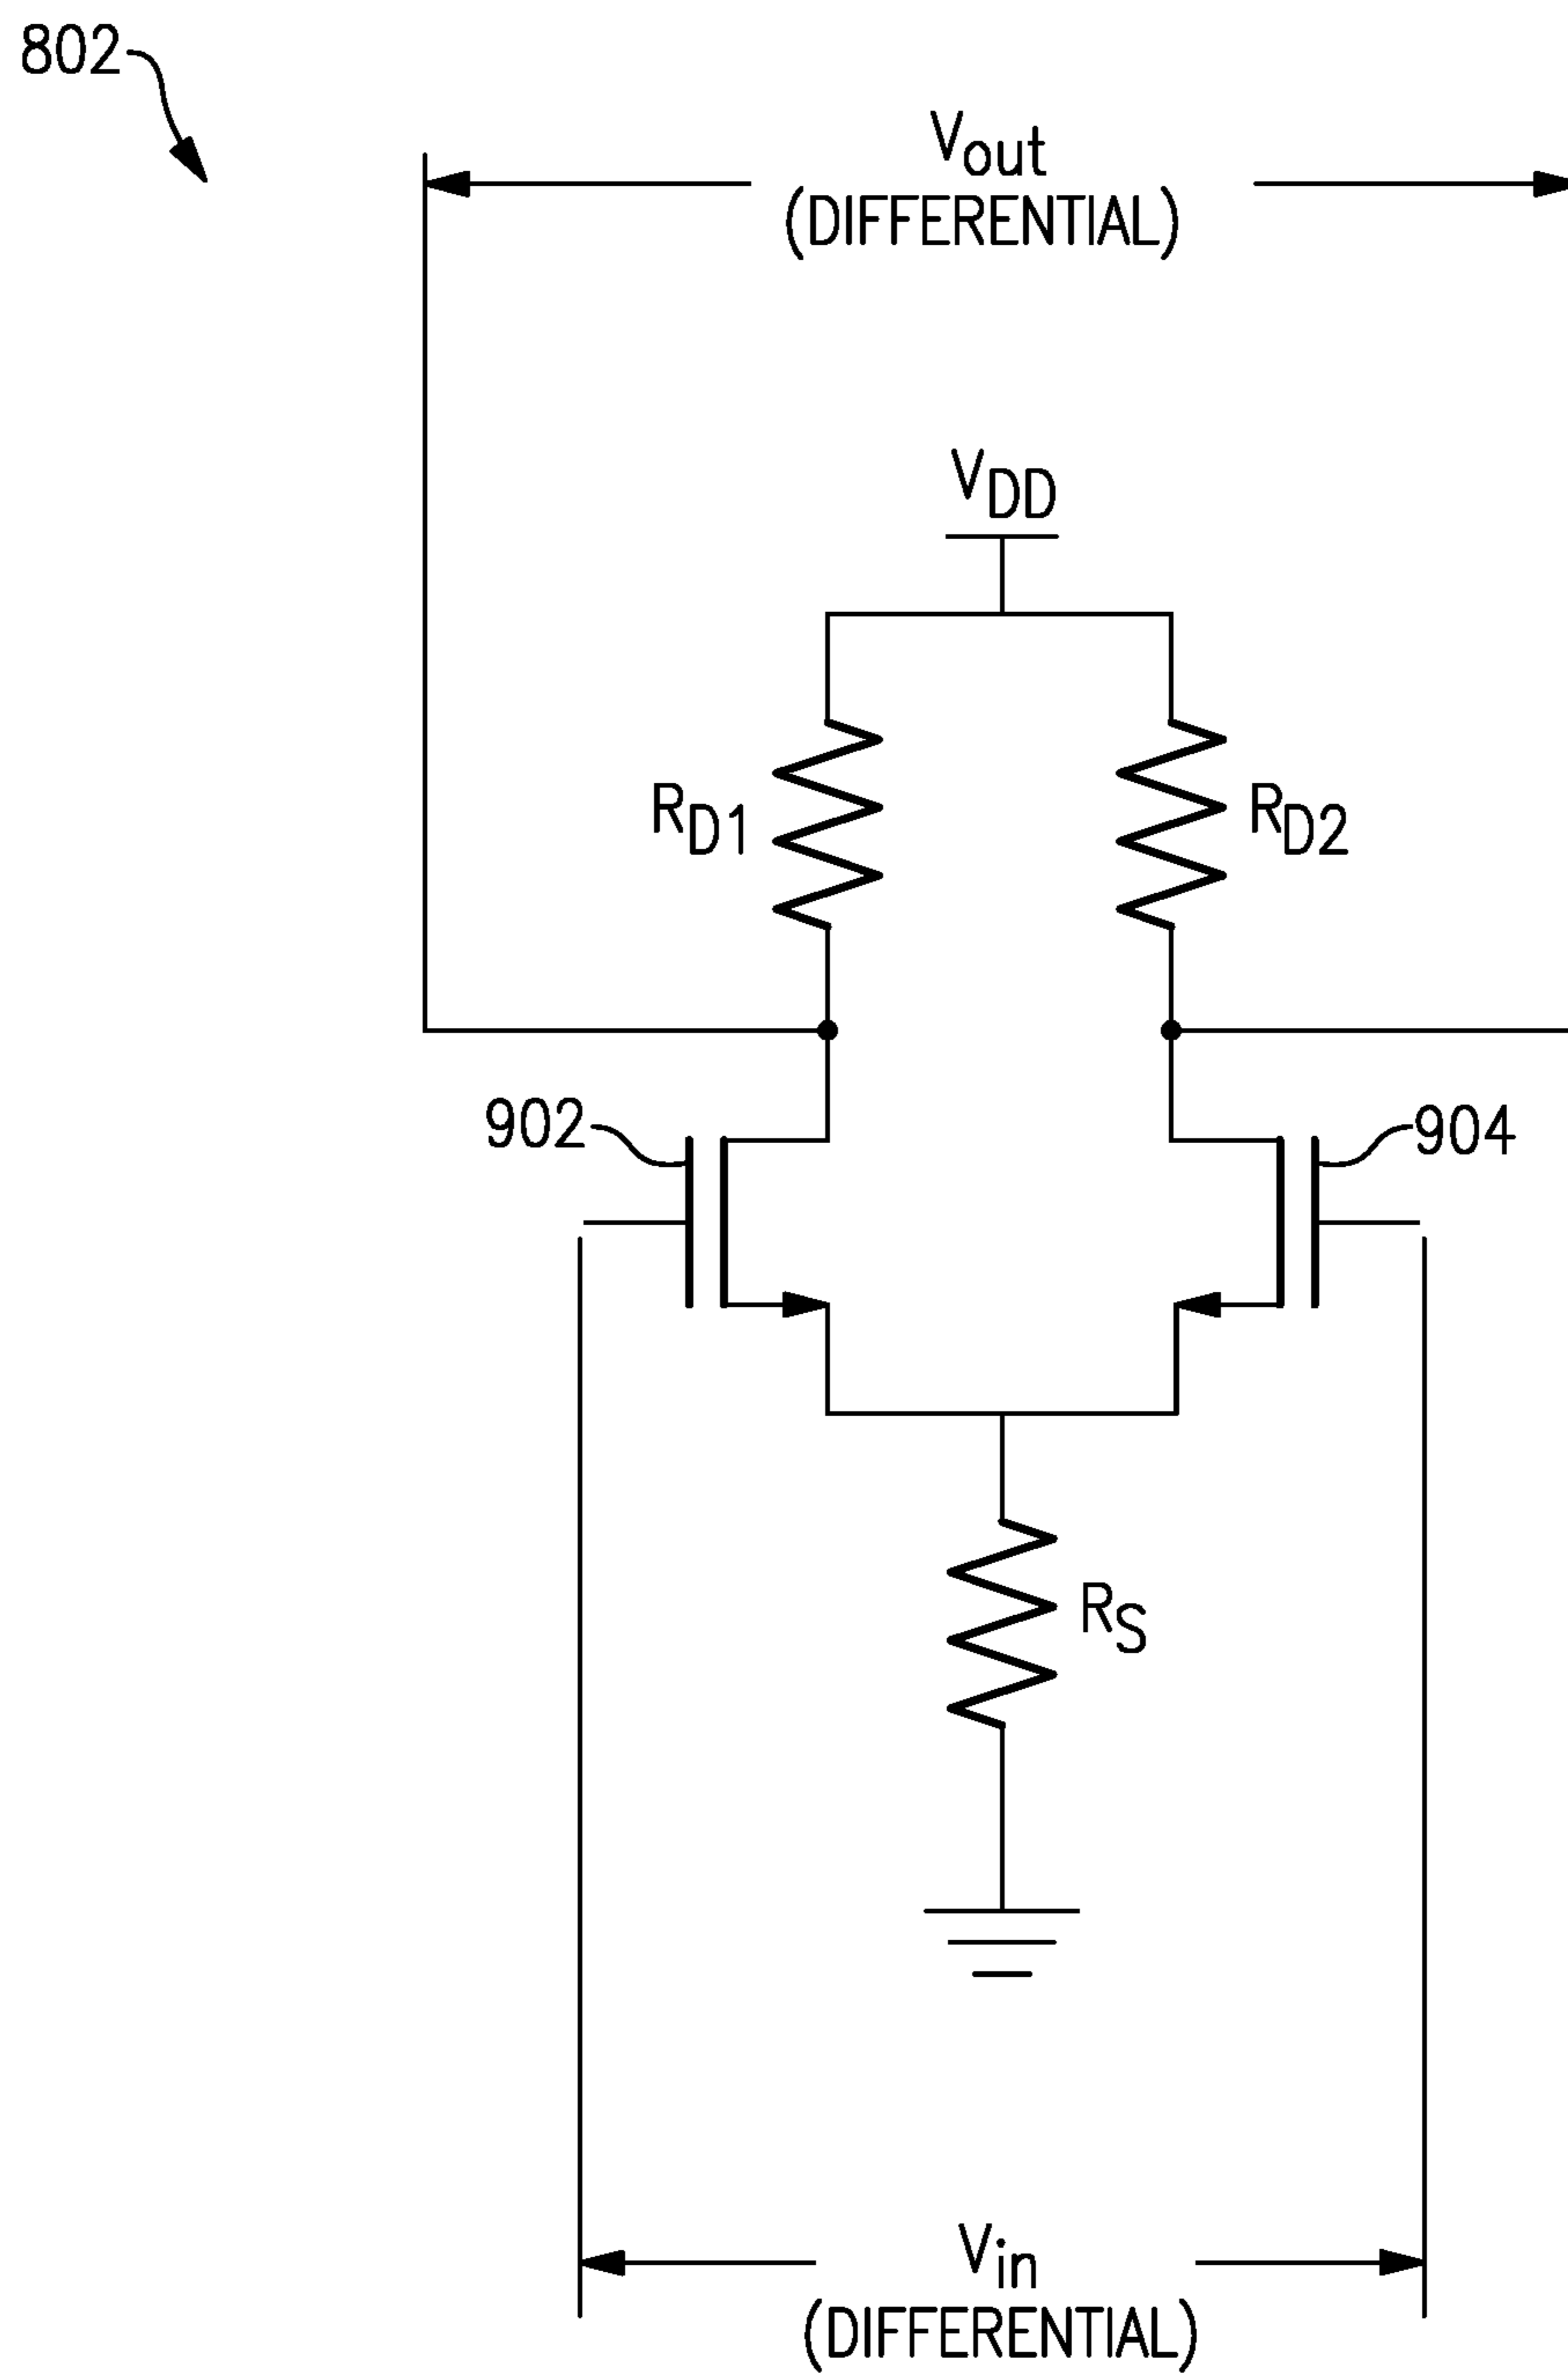 802
Vout
(DIFFERENTIAL)
VDD
RD1
RD2
902
904
RS
Vin
(DIFFERENTIAL)